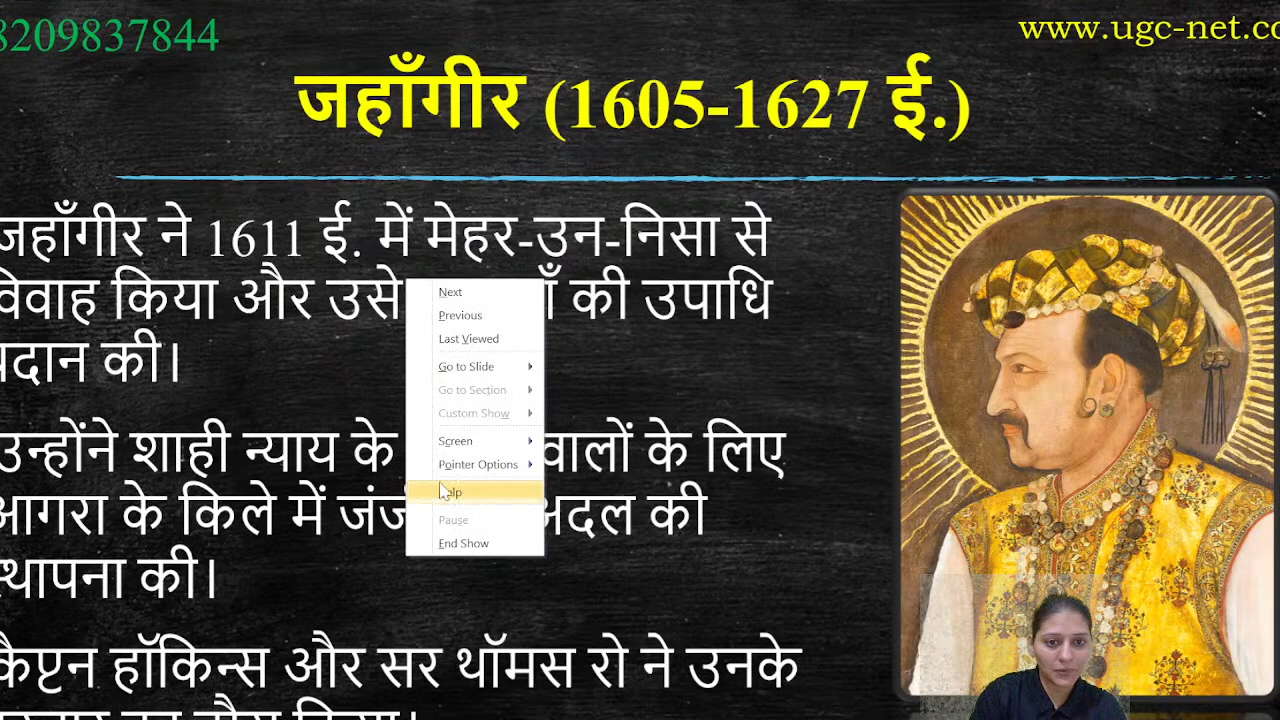 8209837844
www.ugc-net.co
जहाँगीर (1605-1627 ई.)
जहाँगीर ने 1611 ई. में मेहर-उन-निसा से
विवाह किया और उसे की उपाधि
प्रदान की।
उन्होंने शाही न्याय के वालों के लिए
आगरा के किले में अदल की
स्थापना की।
कैप्टन हॉकिन्स और सर थॉमस रो ने उनके
Next
Previous
Last Viewed
Go to Slide
Go to Section
Custom Show
Screen
Pointer Options
Help
Pause
End Show